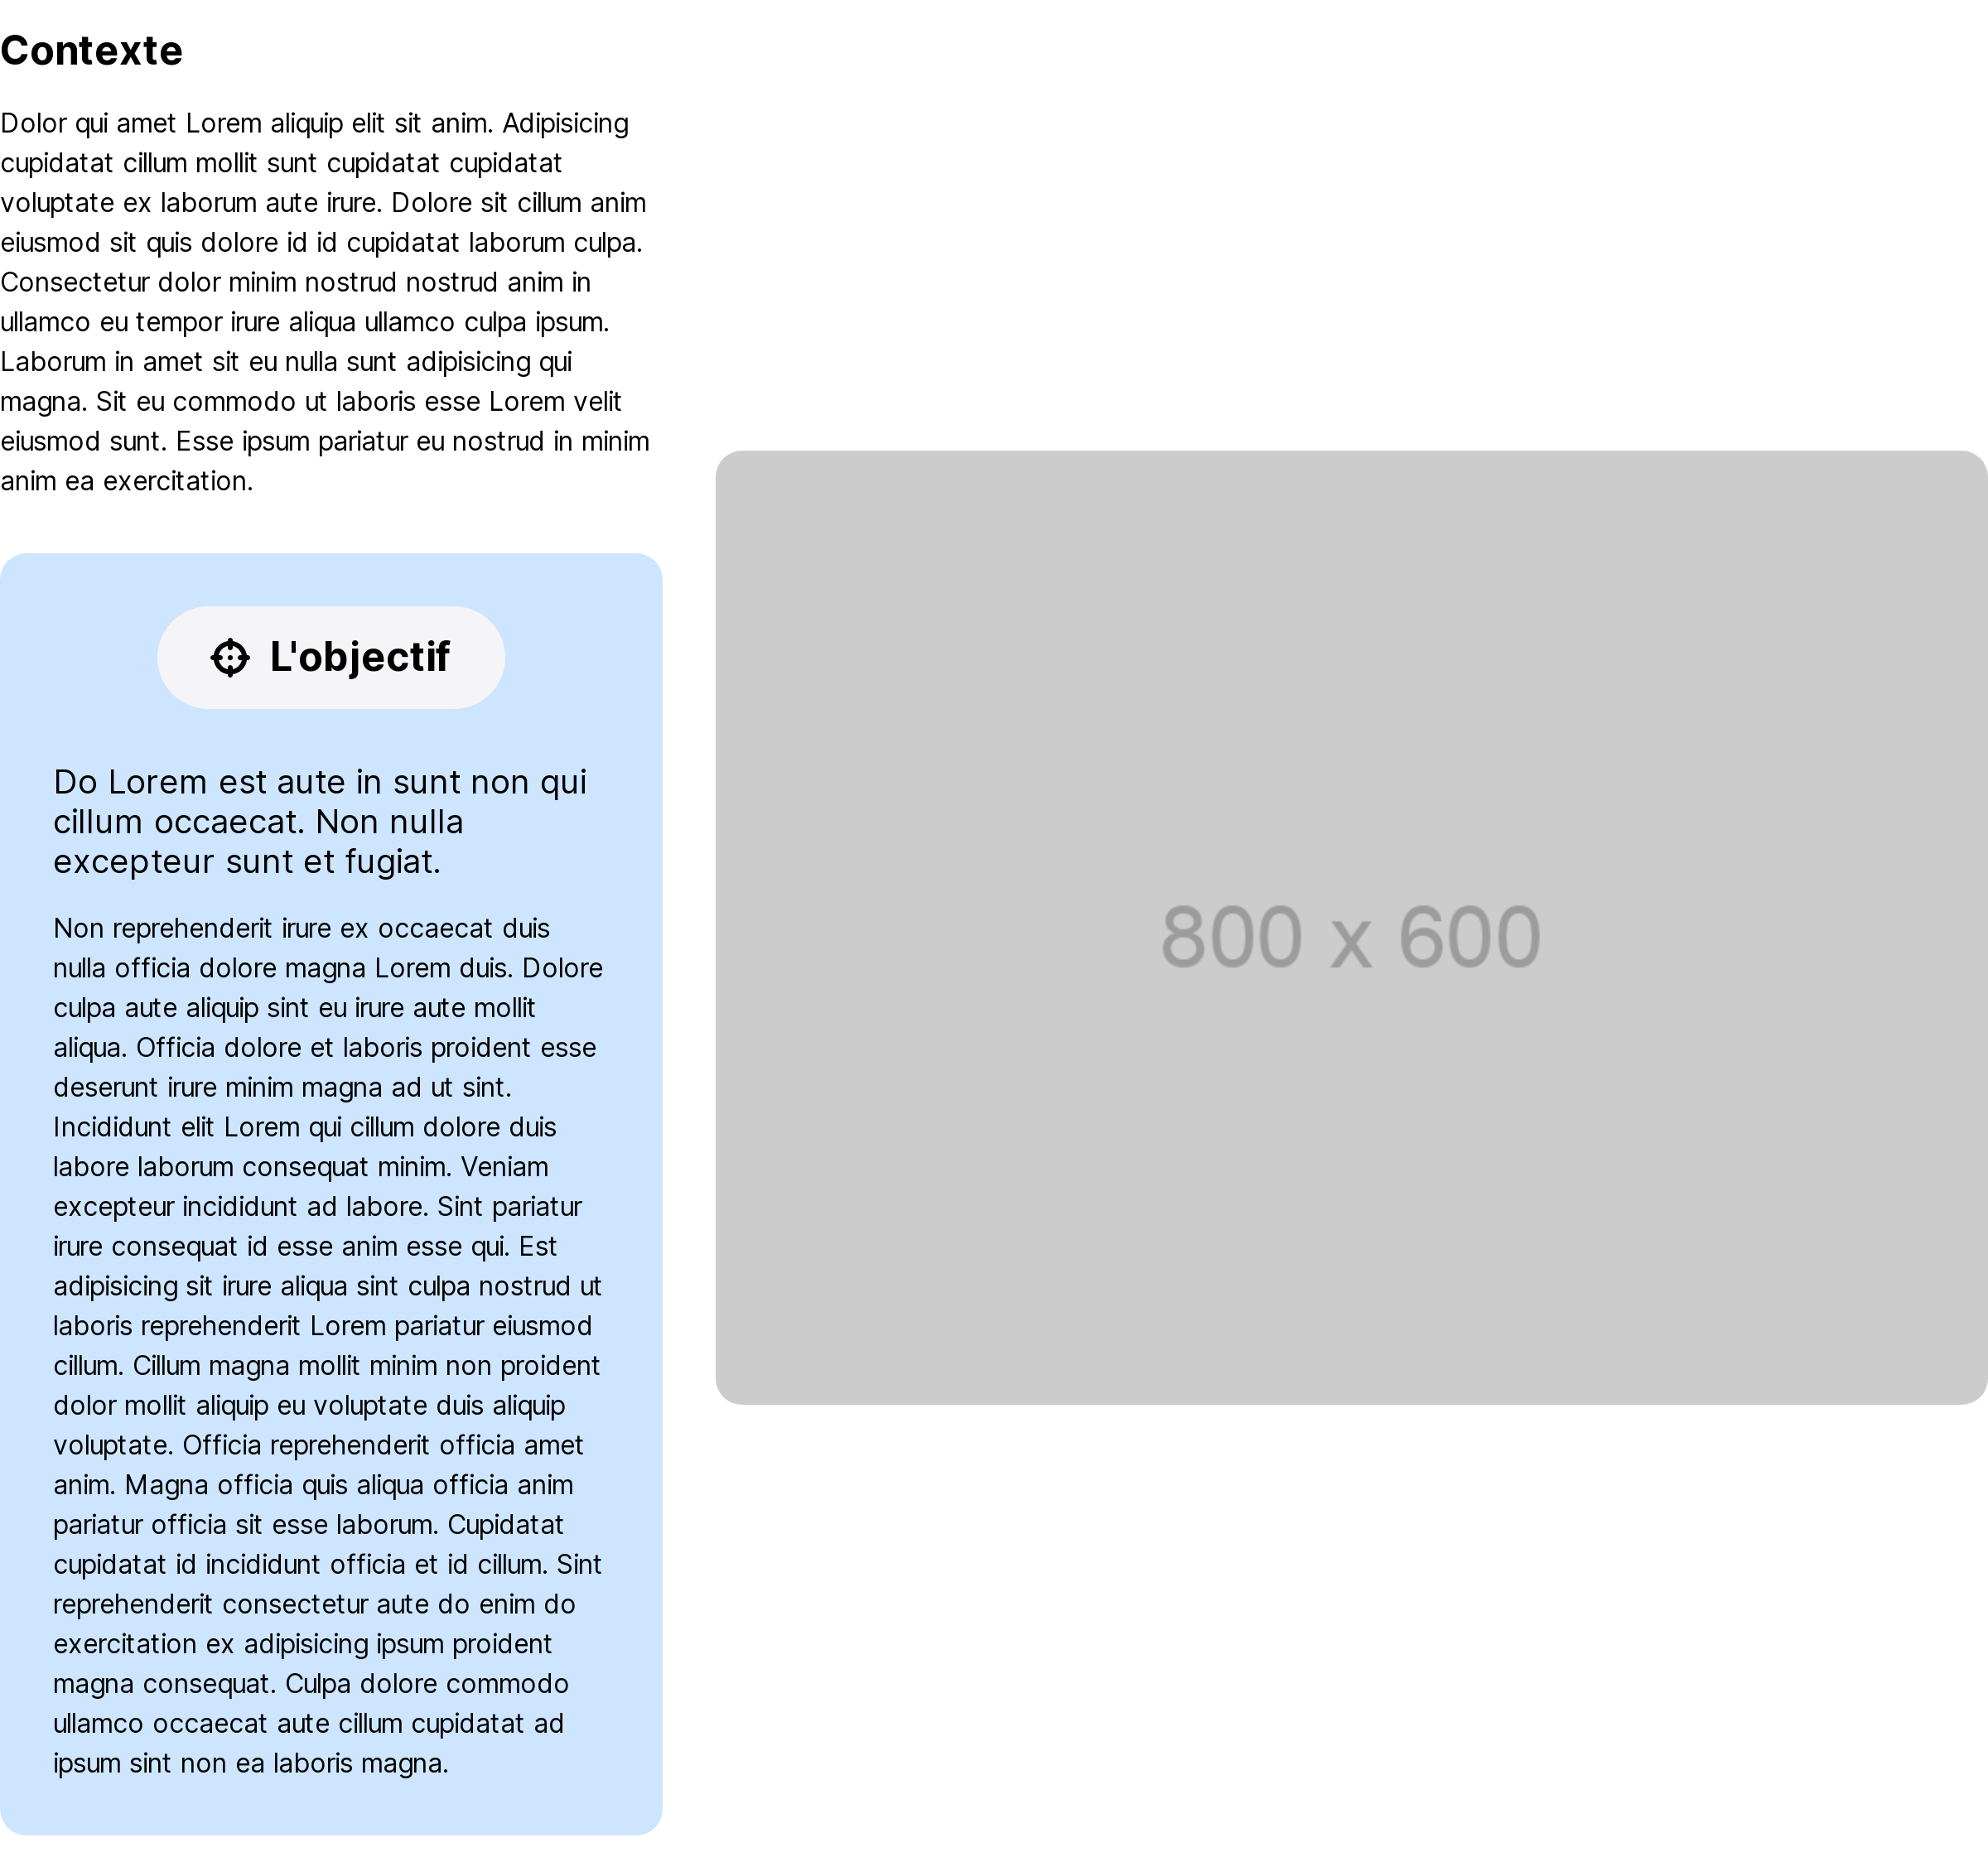 Contexte
Dolor qui amet Lorem aliquip elit sit anim. Adipisicing
cupidatat cillum mollit sunt cupidatat cupidatat
voluptate ex laborum aute irure. Dolore sit cillum anim
eiusmod sit quis dolore id id cupidatat laborum culpa.
Consectetur dolor minim nostrud nostrud anim in
ullamco eu tempor irure aliqua ullamco culpa ipsum.
Laborum in amet sit eu nulla sunt adipisicing qui
magna. Sit eu commodo ut laboris esse Lorem velit
eiusmod sunt. Esse ipsum pariatur eu nostrud in minim
anim ea exercitation.
L'objectif
Do Lorem est aute in sunt non qui
cillum occaecat. Non nulla
excepteur sunt et fugiat.
Non reprehenderit irure ex occaecat duis
nulla officia dolore magna Lorem duis. Dolore
culpa aute aliquip sint eu irure aute mollit
aliqua. Officia dolore et laboris proident esse
deserunt irure minim magna ad ut sint.
Incididunt elit Lorem qui cillum dolore duis
labore laborum consequat minim. Veniam
excepteur incididunt ad labore. Sint pariatur
irure consequat id esse anim esse qui. Est
adipisicing sit irure aliqua sint culpa nostrud ut
laboris reprehenderit Lorem pariatur eiusmod
cillum. Cillum magna mollit minim non proident
dolor mollit aliquip eu voluptate duis aliquip
voluptate. Officia reprehenderit officia amet
anim. Magna officia quis aliqua officia anim
pariatur officia sit esse laborum. Cupidatat
cupidatat id incididunt officia et id cillum. Sint
reprehenderit consectetur aute do enim do
exercitation ex adipisicing ipsum proident
magna consequat. Culpa dolore commodo
ullamco occaecat aute cillum cupidatat ad
ipsum sint non ea laboris magna.
800 x 600